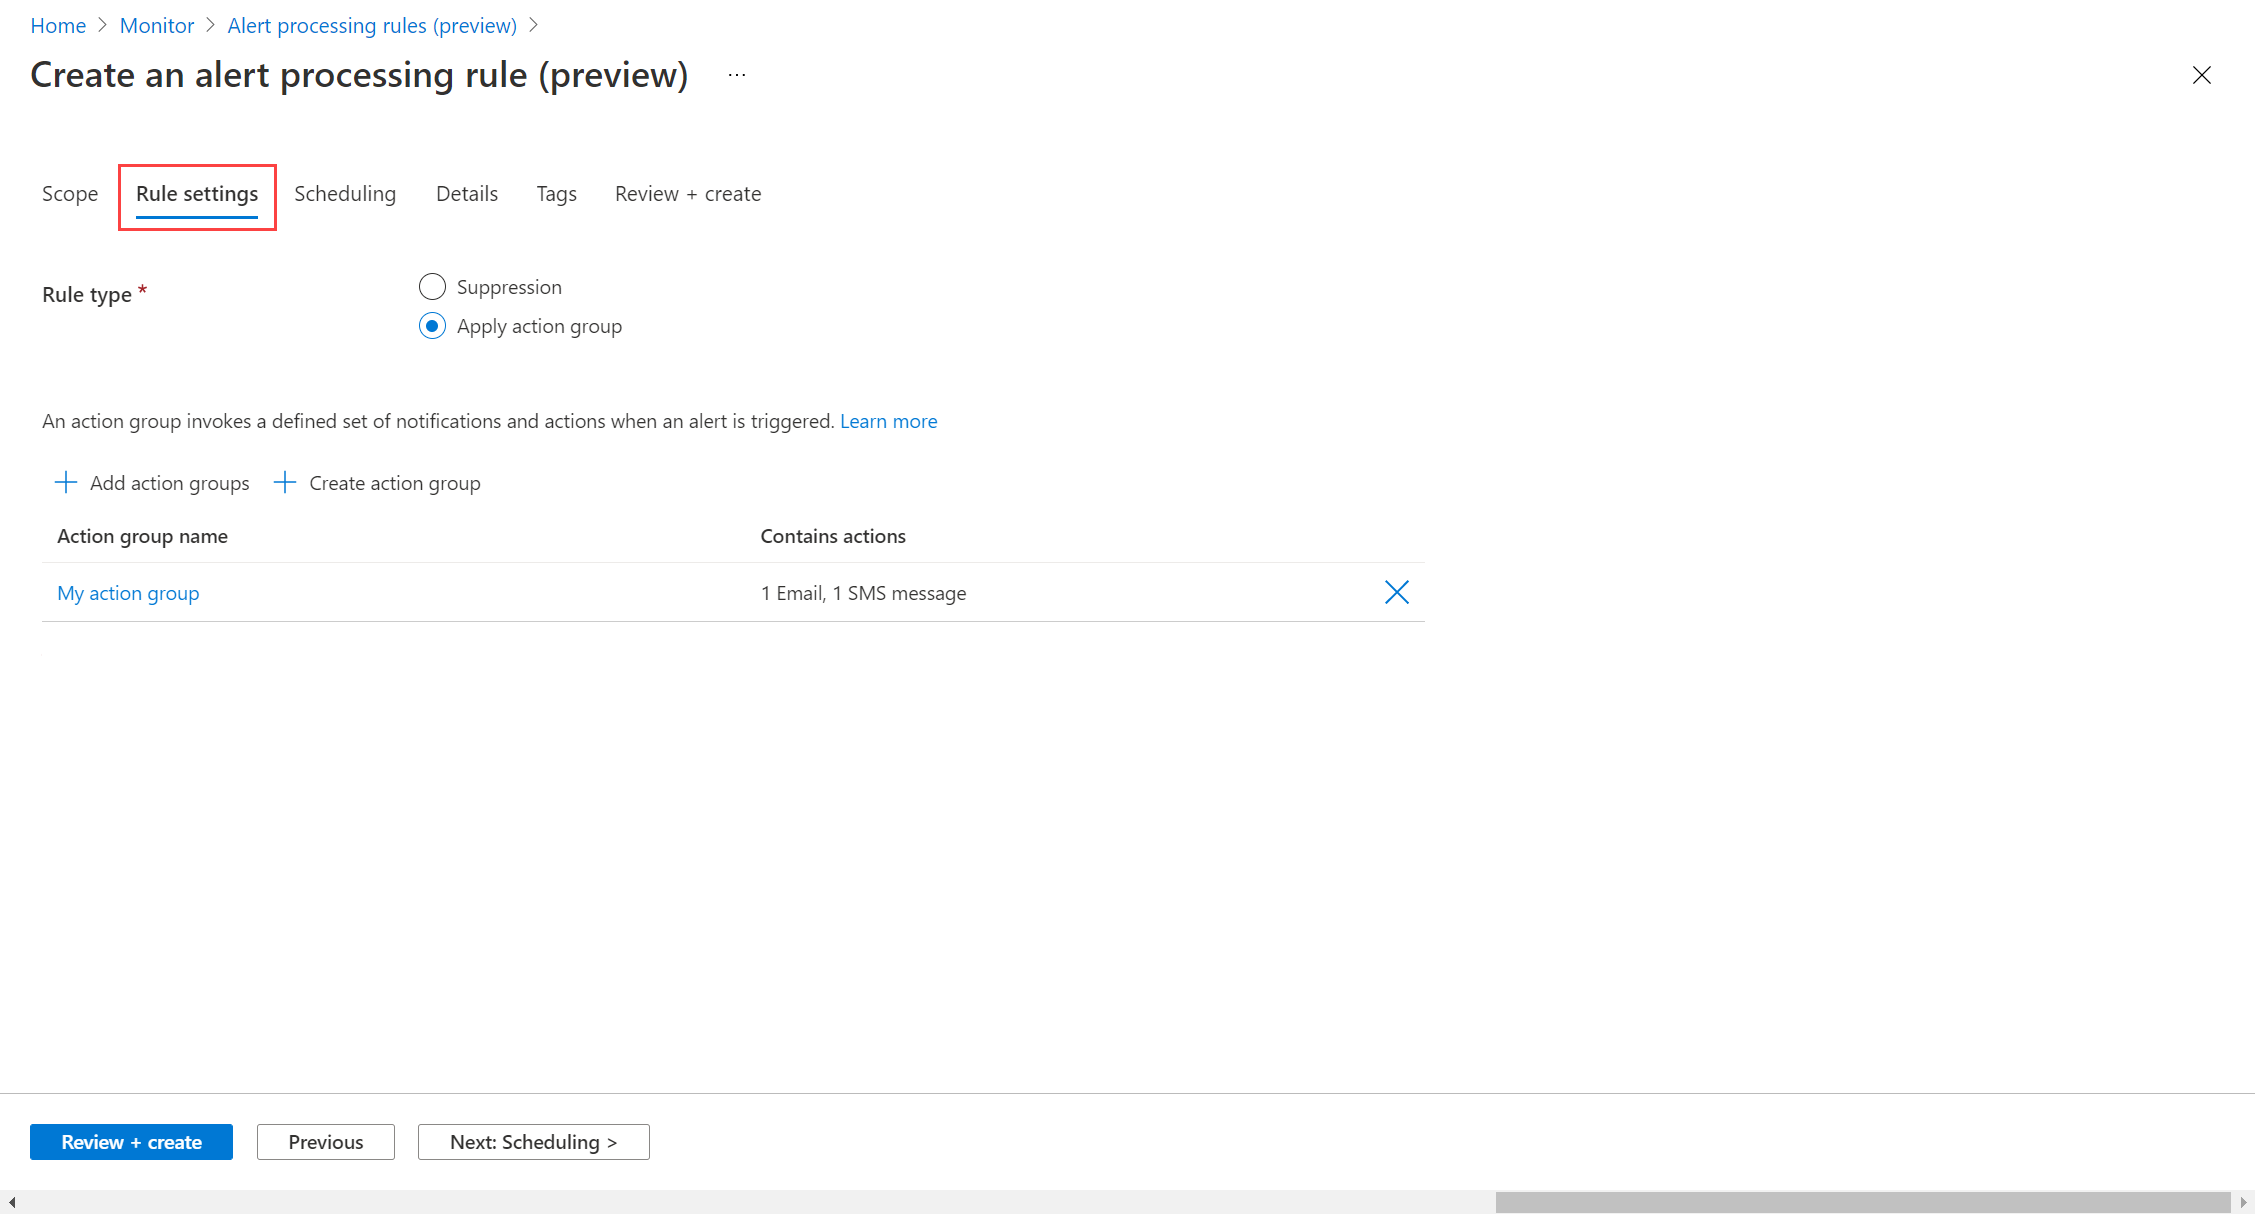 Home > Monitor > Alert processing rules (preview) >
Create an alert processing rule (preview) ...
Scope Rule settings Scheduling Details Tags Review + create
Rule type *
Suppression
Apply action group
An action group invokes a defined set of notifications and actions when an alert is triggered. Learn more
+ Add action groups + Create action group
Action group name Contains actions
My action group 1 Email, 1 SMS message
Review + create Previous Next: Scheduling >